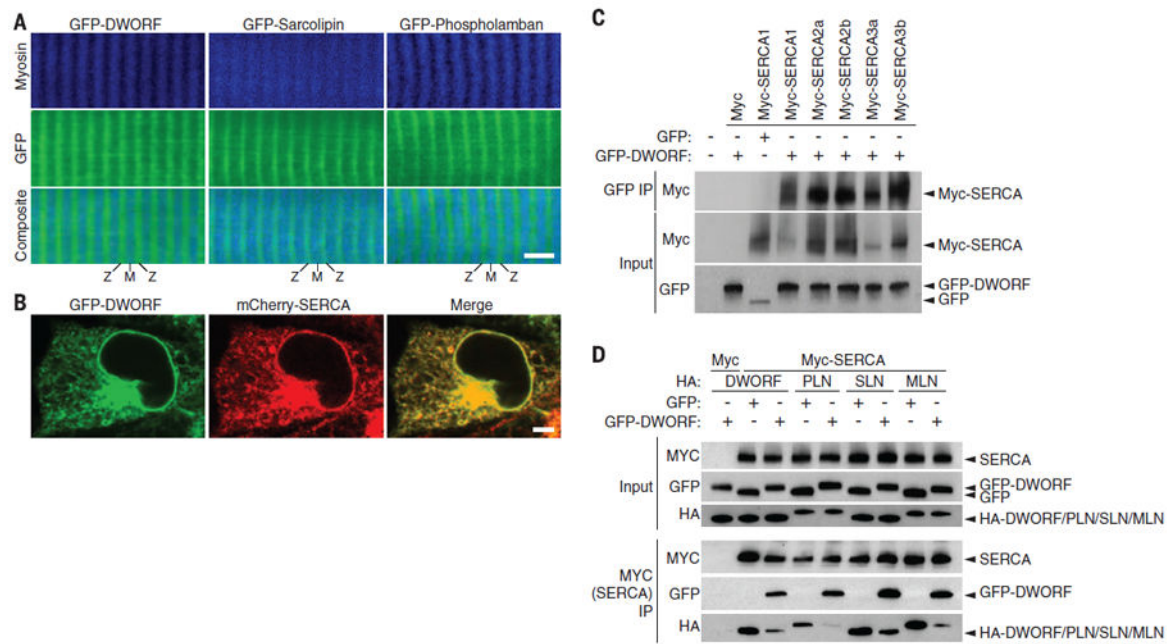 A
GFP-DWORF GFP-Sarcolipin GFP-Phospholamban
Myosin
GFP
Composite
Z M Z Z M Z Z M Z
B
GFP-DWORF mCherry-SERCA Merge
C
Myc
Myc-SERCA1
Myc-SERCA1
Myc-SERCA2a
Myc-SERCA2b
Myc-SERCA3a
Myc-SERCA3b
GFP: - - + - - - - -
GFP-DWORF: - + - + + + + +
GFP IP Myc Myc-SERCA
Input
Myc Myc-SERCA
GFP GFP-DWORF
GFP
D
Myc Myc-SERCA
HA: DWORF PLN SLN MLN
GFP: - + - + - + - + -
GFP-DWORF: + - + - + - + - +
Input
MYC SERCA
GFP GFP-DWORF
GFP
HA HA-DWORF/PLN/SLN/MLN
MYC
(SERCA)
IP
MYC SERCA
GFP GFP-DWORF
HA HA-DWORF/PLN/SLN/MLN